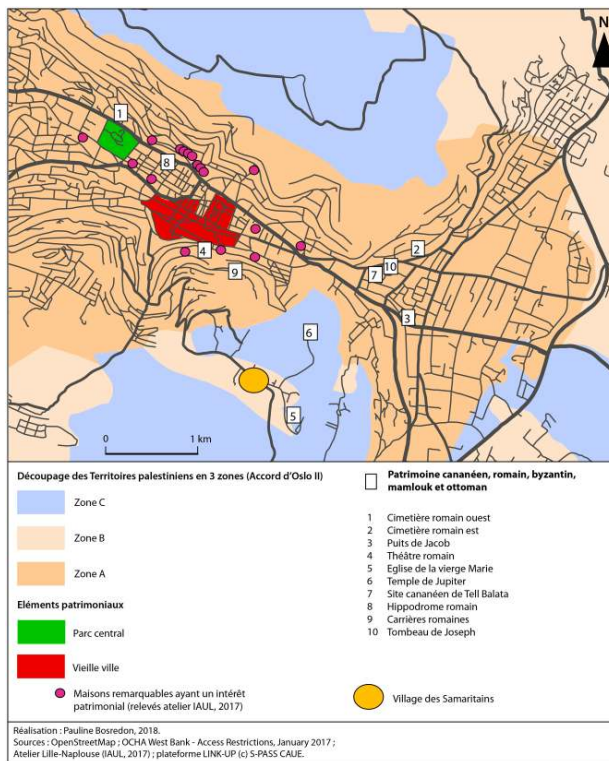 N
1
8
4
9
2
10
7
3
6
5
0 1 km
Découpage des Territoires palestiniens en 3 zones (Accord d'Oslo II)
Zone C
Zone B
Zone A
Eléments patrimoniaux
Parc central
Vieille ville
Maisons remarquables ayant un intérêt
patrimonial (relevés atelier IAUL, 2017)
Patrimoine cananéen, romain, byzantin,
mamlouk et ottoman
1 Cimetière romain ouest
2 Cimetière romain est
3 Puits de Jacob
4 Théâtre romain
5 Eglise de la vierge Marie
6 Temple de Jupiter
7 Site cananéen de Tell Balata
8 Hippodrome romain
9 Carrières romaines
10 Tombeau de Joseph
Village des Samaritains
Réalisation : Pauline Bosredon, 2018.
Sources : OpenStreetMap ; OCHA West Bank - Access Restrictions, January 2017 ;
Atelier Lille-Naplouse (IAUL, 2017) ; plateforme LINK-UP (c) S-PASS CAUE.